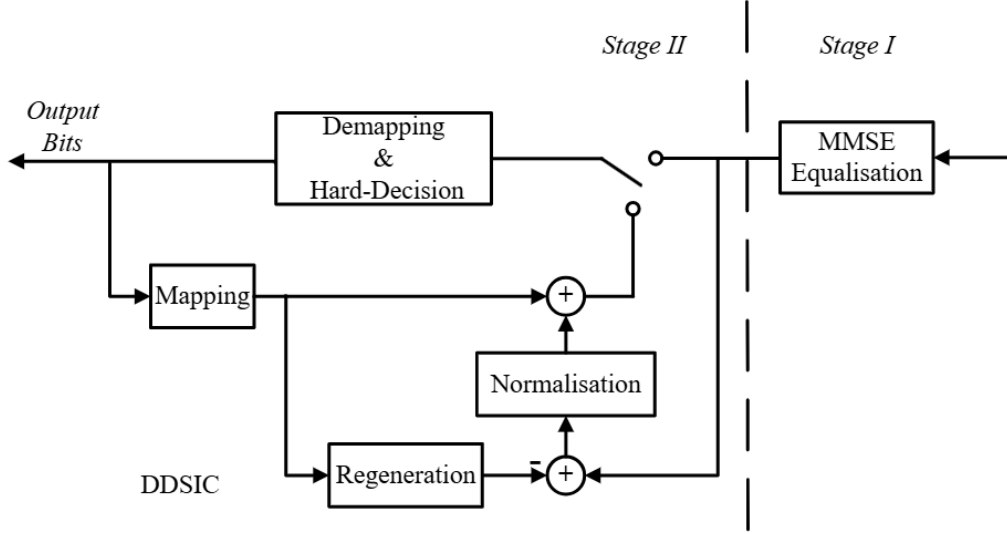 Stage II
Stage I
Output
Bits
Demapping
&
Hard-Decision
MMSE
Equalisation
Mapping
+
Normalisation
Regeneration
-
+
DDSIC